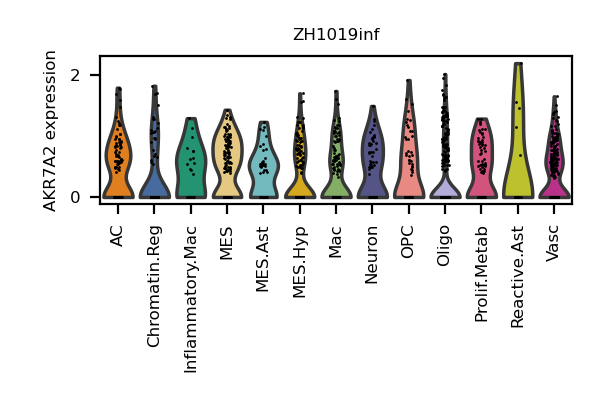 ZH1019inf
AKR7A2 expression
2
0
AC
Chromatin.Reg
Inflammatory.Mac
MES
MES.Ast
MES.Hyp
Mac
Neuron
OPC
Oligo
Prolif.Metab
Reactive.Ast
Vasc